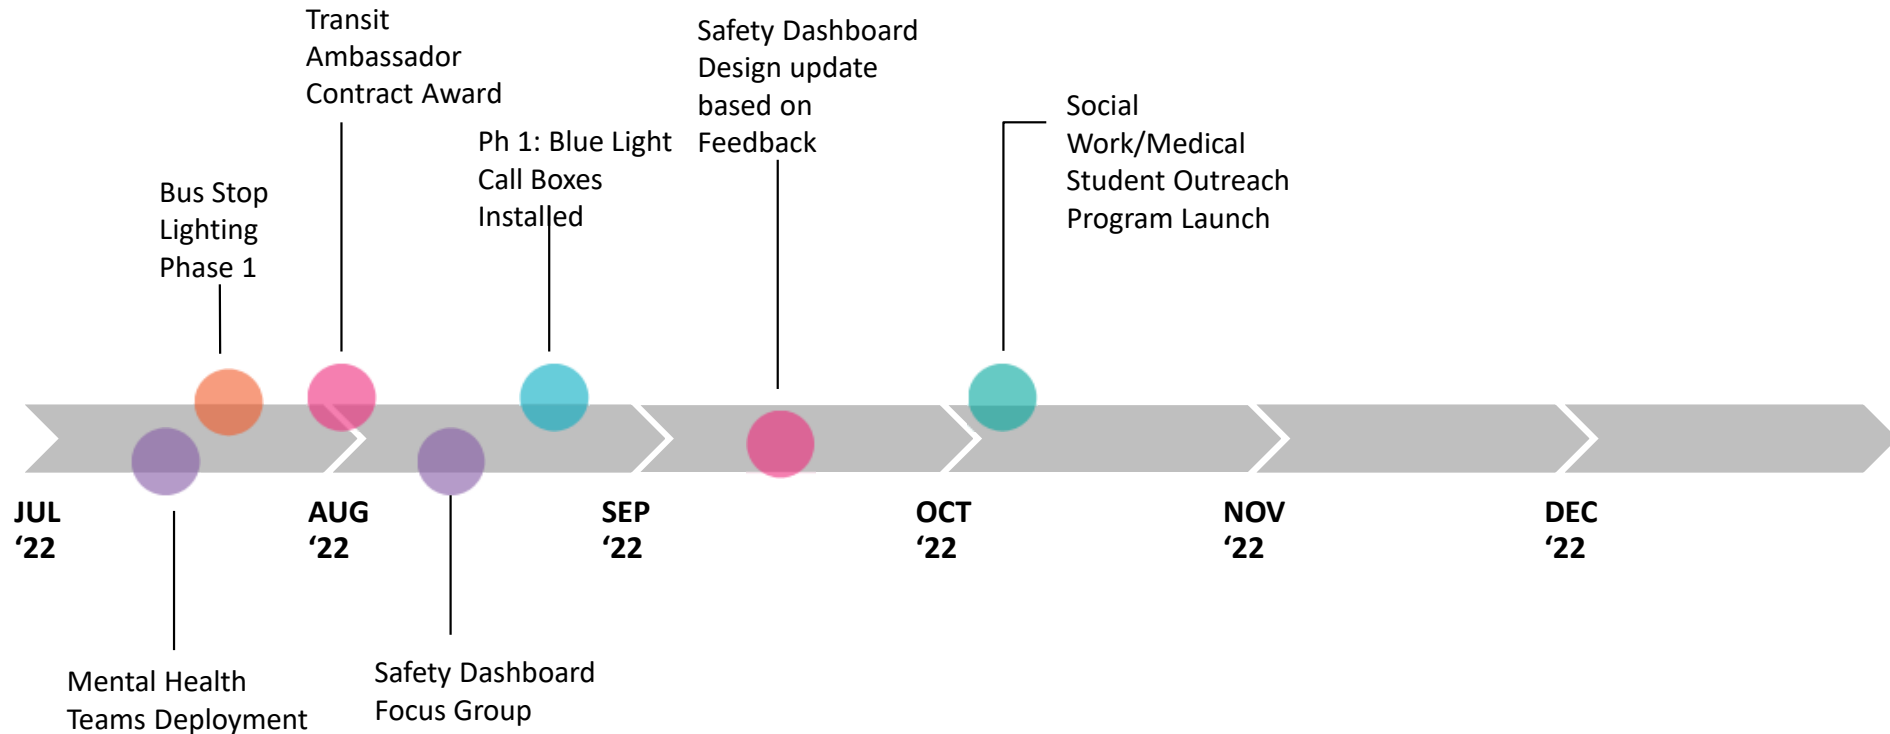 Transit
Ambassador
Contract Award
Safety Dashboard
Design update
based on
Feedback
Social
Work/Medical
Student Outreach
Program Launch
Ph 1: Blue Light
Call Boxes
Installed
Bus Stop
Lighting
Phase 1
JUL
‘22
AUG
‘22
SEP
‘22
OCT
‘22
NOV
‘22
DEC
‘22
Mental Health
Teams Deployment
Safety Dashboard
Focus Group